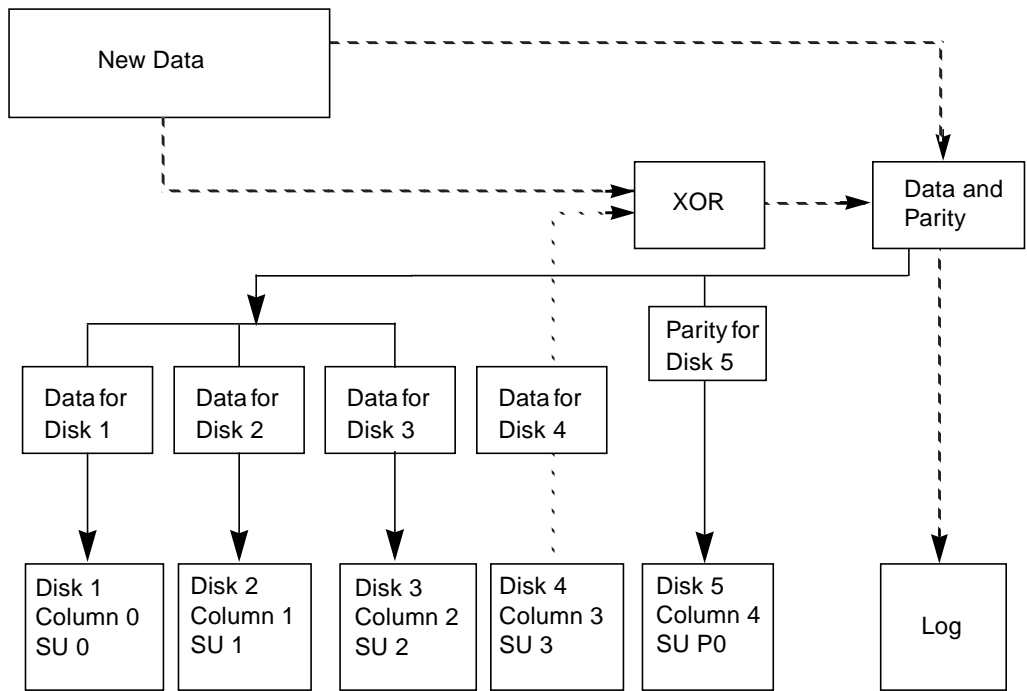 New Data
XOR
Data and
Parity
Parity for
Disk 5
Data for
Disk 1
Data for
Disk 2
Data for
Disk 3
Data for
Disk 4
Disk 1
Column 0
SU 0
Disk 2
Column 1
SU 1
Disk 3
Column 2
SU 2
Disk 4
Column 3
SU 3
Disk 5
Column 4
SU P0
Log